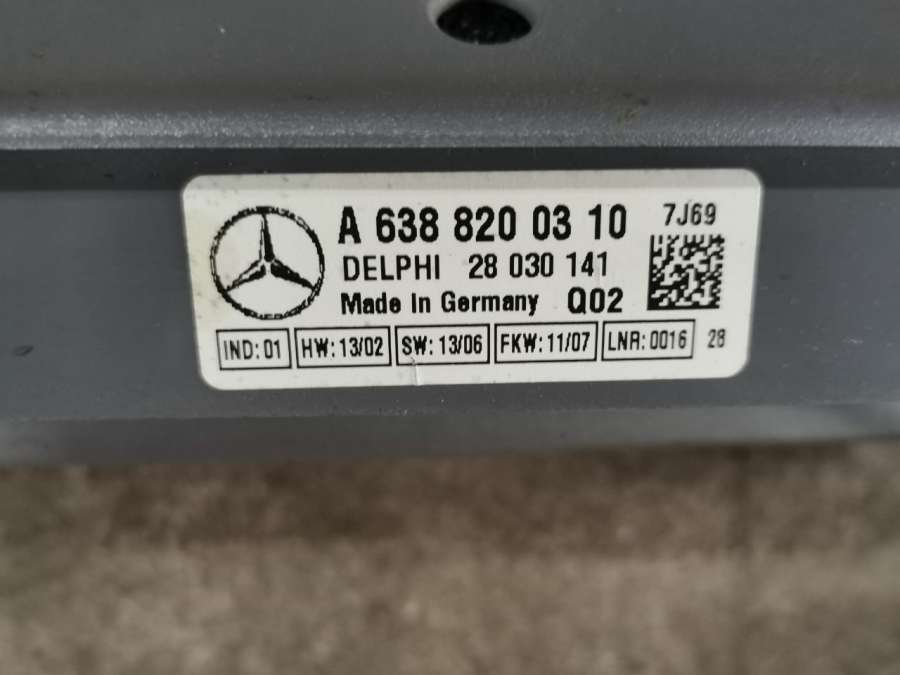 A 638 820 03 10
7J69
DELPHI 28 030 141
Made In Germany Q02
IND: 01 HW: 13/02 SW: 13/06 FKW: 11/07 LNR: 0016 28